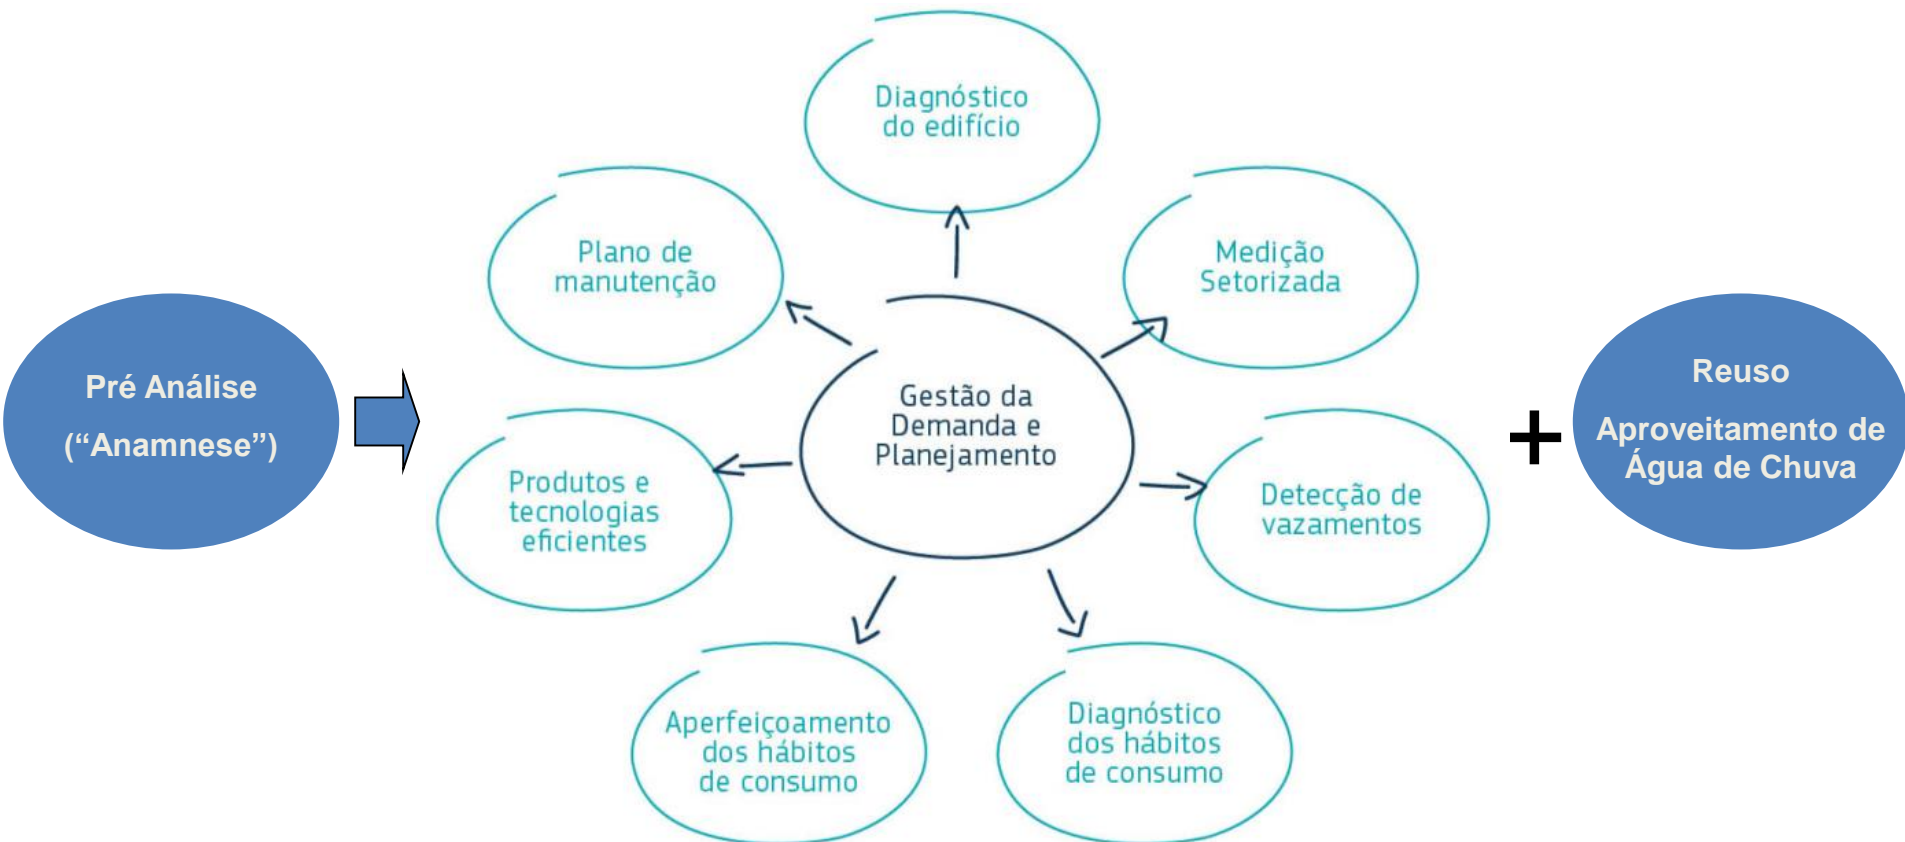 Pré Análise
(“Anamnese”)
Diagnóstico
do edifício
Plano de
manutenção
Medição
Setorizada
Gestão da
Demanda e
Planejamento
Produtos e
tecnologias
eficientes
Detecção de
vazamentos
Aperfeiçoamento
dos hábitos
de consumo
Diagnóstico
dos hábitos
de consumo
+
Reuso
Aproveitamento de
Água de Chuva